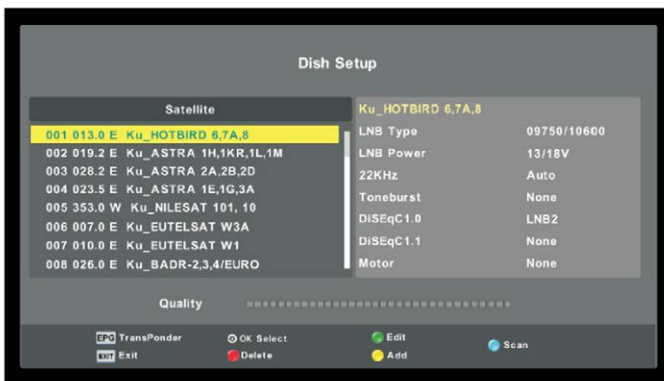 Dish Setup
Satellite
001 013.0 E Ku_HOTBIRD 6,7A,8
002 019.2 E Ku_ASTRA 1H,1KR,1L,1M
003 028.2 E Ku_ASTRA 2A,2B,2D
004 023.5 E Ku_ASTRA 1E,1G,3A
005 353.0 W Ku_NILESAT 101, 10
006 007.0 E Ku_EUTELSAT W3A
007 010.0 E Ku_EUTELSAT W1
008 026.0 E Ku_BADR-2,3,4/EURO
Ku_HOTBIRD 6,7A,8
LNB Type 09750/10600
LNB Power 13/18V
22KHz Auto
Toneburst None
DiSEqC1.0 LNB2
DiSEqC1.1 None
Motor None
Quality
EPG TransPonder OK Select Edit Scan
EXIT Exit Delete Add